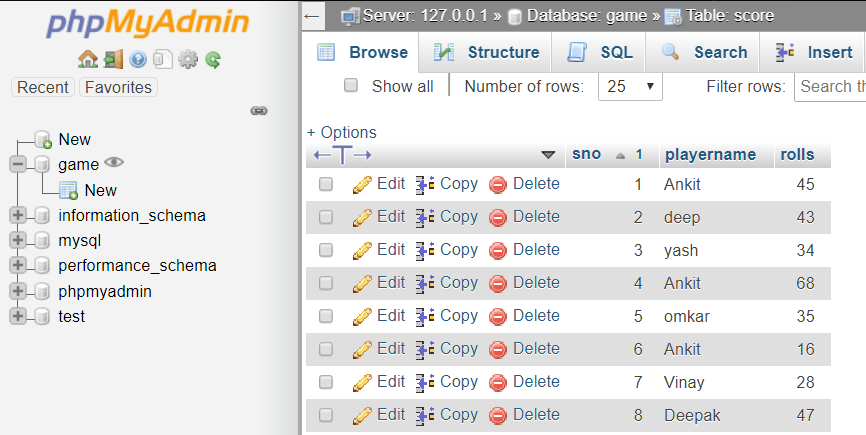 phpMyAdmin
Recent Favorites
New
game
New
information_schema
mysql
performance_schema
phpmyadmin
test
← Server: 127.0.0.1 » Database: game » Table: score
Browse Structure SQL Search Insert
Show all | Number of rows: 25 Filter rows: Search th
+ Options
←T→ sno 1 playername rolls
Edit Copy Delete 1 Ankit 45
Edit Copy Delete 2 deep 43
Edit Copy Delete 3 yash 34
Edit Copy Delete 4 Ankit 68
Edit Copy Delete 5 omkar 35
Edit Copy Delete 6 Ankit 16
Edit Copy Delete 7 Vinay 28
Edit Copy Delete 8 Deepak 47